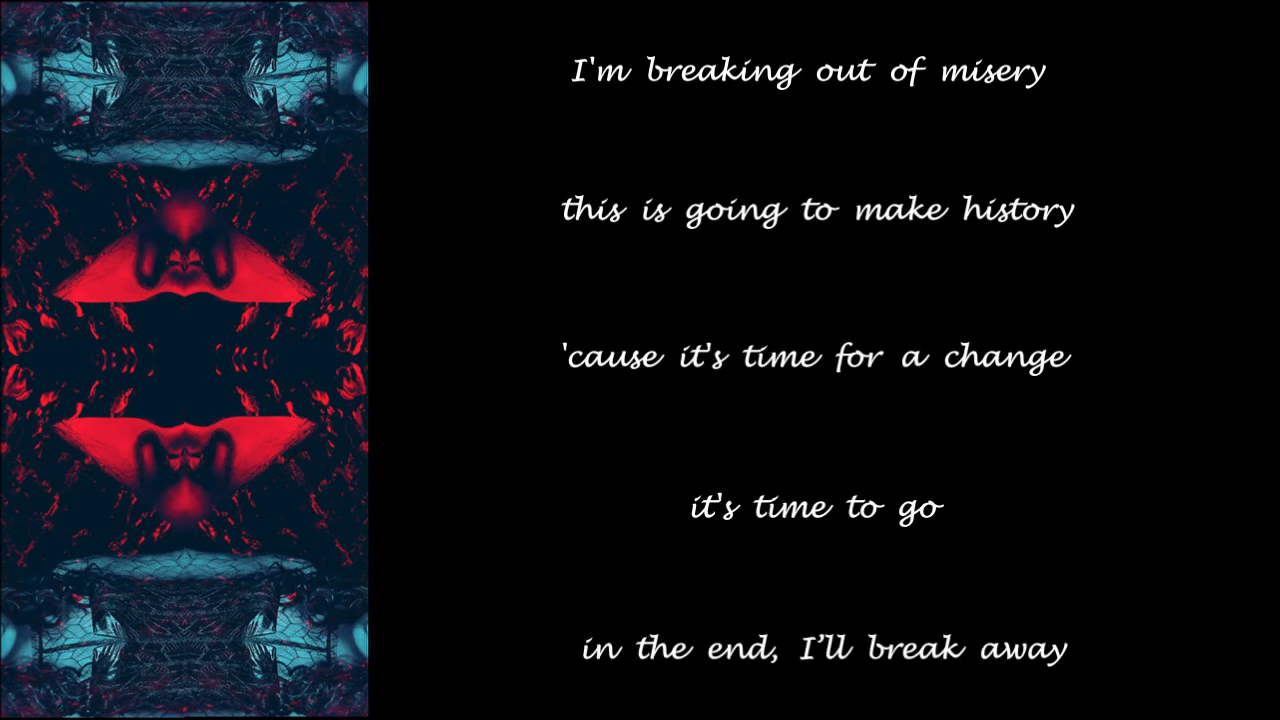 I'm breaking out of misery
this is going to make history
'cause it's time for a change
it's time to go
in the end, I’ll break away